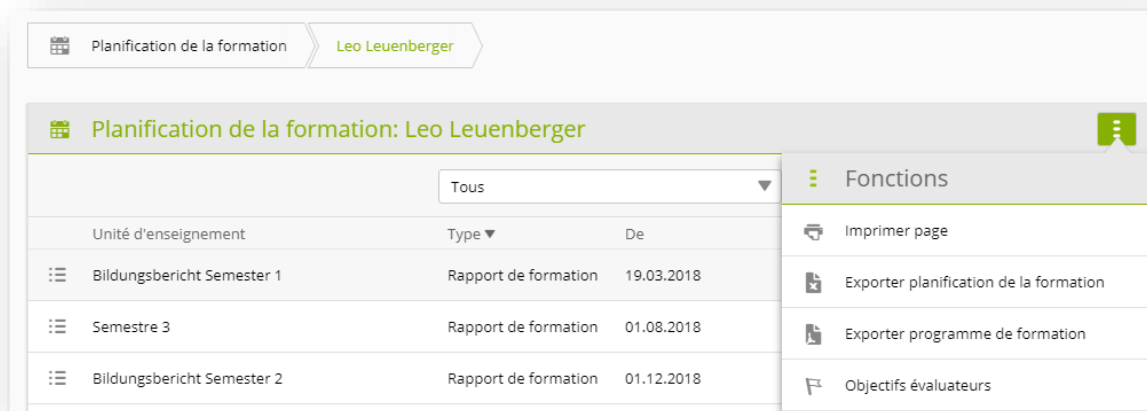 Planification de la formation Leo Leuenberger
Planification de la formation: Leo Leuenberger
Tous
Fonctions
Unité d'enseignement Type De
Imprimer page
Bildungsbericht Semester 1 Rapport de formation 19.03.2018
Exporter planification de la formation
Semestre 3 Rapport de formation 01.08.2018
Exporter programme de formation
Bildungsbericht Semester 2 Rapport de formation 01.12.2018
Objectifs évaluateurs